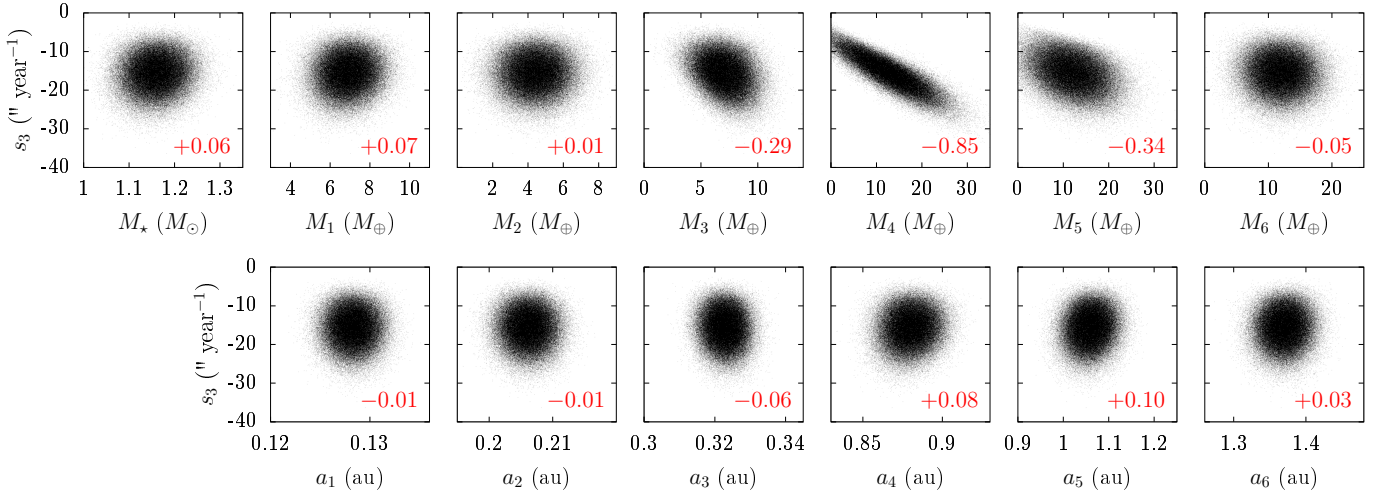 s₃ (" year⁻¹)
0
-10
-20
-30
-40
+0.06
+0.07
+0.01
−0.29
−0.85
−0.34
−0.05
1 1.1 1.2 1.3
4 6 8 10
2 4 6 8
0 5 10
0 10 20 30
0 10 20 30
0 10 20
M⋆ (M⊙)
M₁ (M⊕)
M₂ (M⊕)
M₃ (M⊕)
M₄ (M⊕)
M₅ (M⊕)
M₆ (M⊕)
s₃ (" year⁻¹)
0
-10
-20
-30
-40
−0.01
−0.01
−0.06
+0.08
+0.10
+0.03
0.12 0.13
0.2 0.21
0.3 0.32 0.34
0.85 0.9
0.9 1 1.1 1.2
1.3 1.4
a₁ (au)
a₂ (au)
a₃ (au)
a₄ (au)
a₅ (au)
a₆ (au)